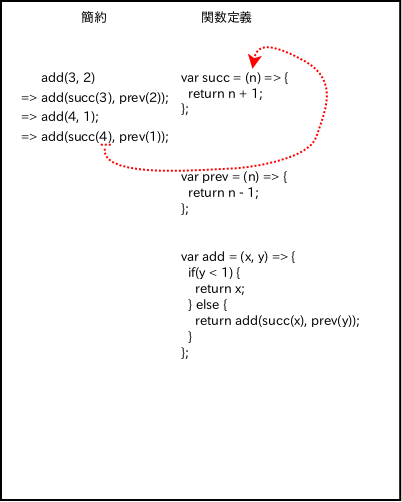 簡約
関数定義
add(3, 2)
=> add(succ(3), prev(2));
=> add(4, 1);
=> add(succ(4), prev(1));
var succ = (n) => {
return n + 1;
};
var prev = (n) => {
return n - 1;
};
var add = (x, y) => {
if(y < 1) {
return x;
} else {
return add(succ(x), prev(y));
}
};